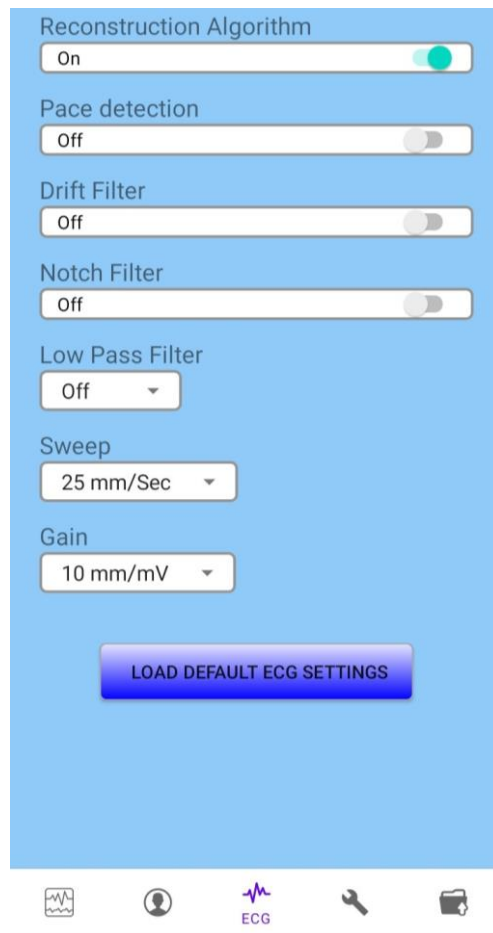 Reconstruction Algorithm
On
Pace detection
Off
Drift Filter
Off
Notch Filter
Off
Low Pass Filter
Off
Sweep
25 mm/Sec
Gain
10 mm/mV
LOAD DEFAULT ECG SETTINGS
ECG